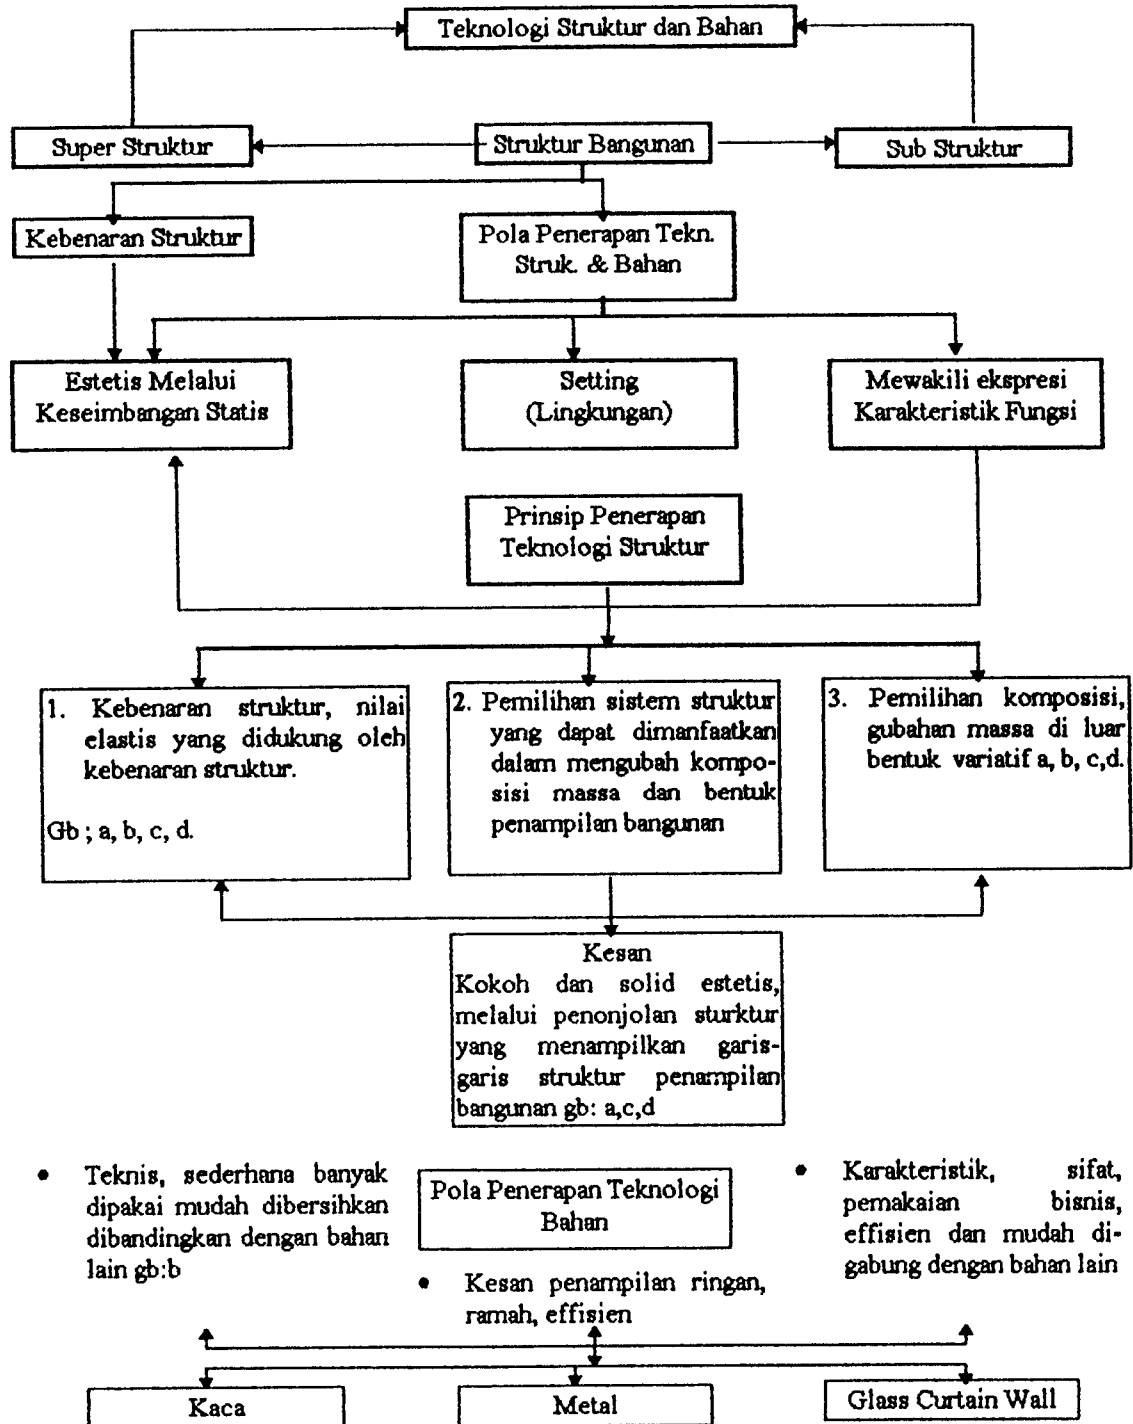 Teknologi Struktur dan Bahan
Super Struktur
Struktur Bangunan
Sub Struktur
Kebenaran Struktur
Pola Penerapan Tekn.
Struk. & Bahan
Estetis Melalui
Keseimbangan Statis
Setting
(Lingkungan)
Mewakili ekspresi
Karakteristik Fungsi
Prinsip Penerapan
Teknologi Struktur
1. Kebenaran struktur, nilai
elastis yang didukung oleh
kebenaran struktur.
Gb ; a, b, c, d.
2. Pemilihan sistem struktur
yang dapat dimanfaatkan
dalam mengubah kompo-
sisi massa dan bentuk
penampilan bangunan
3. Pemilihan komposisi,
gubahan massa di luar
bentuk variatif a, b, c,d.
Kesan
Kokoh dan solid estetis,
melalui penonjolan sturktur
yang menampilkan garis-
garis struktur penampilan
bangunan gb: a,c,d
• Teknis, sederhana banyak
dipakai mudah dibersihkan
dibandingkan dengan bahan
lain gb:b
Pola Penerapan Teknologi
Bahan
• Kesan penampilan ringan,
ramah, effisien
• Karakteristik, sifat,
pemakaian bisnis,
effisien dan mudah di-
gabung dengan bahan lain
Kaca
Metal
Glass Curtain Wall